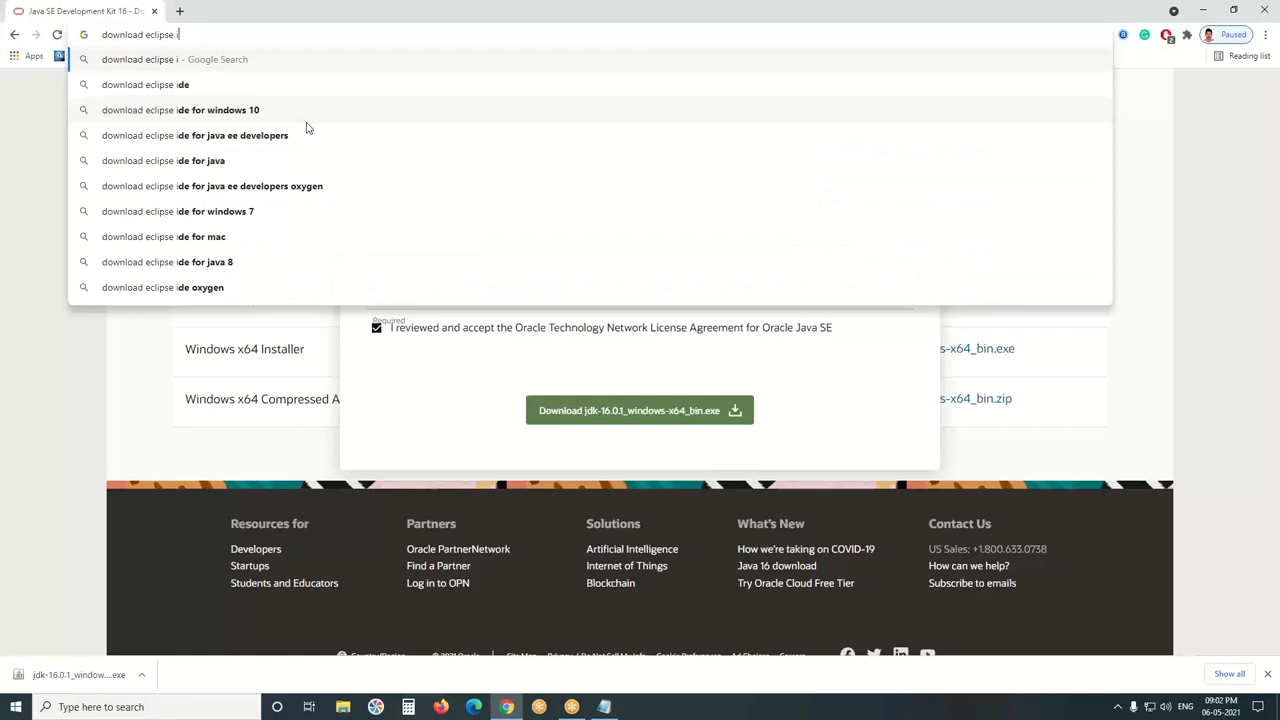 Java SE Development Kit 16 - Do
download eclipse i
Paused
Apps
Reading list
download eclipse i - Google Search
download eclipse ide
download eclipse ide for windows 10
download eclipse ide for java ee developers
download eclipse ide for java
download eclipse ide for java ee developers oxygen
download eclipse ide for windows 7
download eclipse ide for mac
download eclipse ide for java 8
download eclipse ide oxygen
Required
I reviewed and accept the Oracle Technology Network License Agreement for Oracle Java SE
Windows x64 Installer
s-x64_bin.exe
Windows x64 Compressed A
s-x64_bin.zip
Download jdk-16.0.1_windows-x64_bin.exe
Resources for
Developers
Startups
Students and Educators
Partners
Oracle PartnerNetwork
Find a Partner
Log in to OPN
Solutions
Artificial Intelligence
Internet of Things
Blockchain
What's New
How we're taking on COVID-19
Java 16 download
Try Oracle Cloud Free Tier
Contact Us
US Sales: +1.800.633.0738
How can we help?
Subscribe to emails
jdk-16.0.1_window....exe
Show all
Type here to search
09:02 PM
06-05-2021